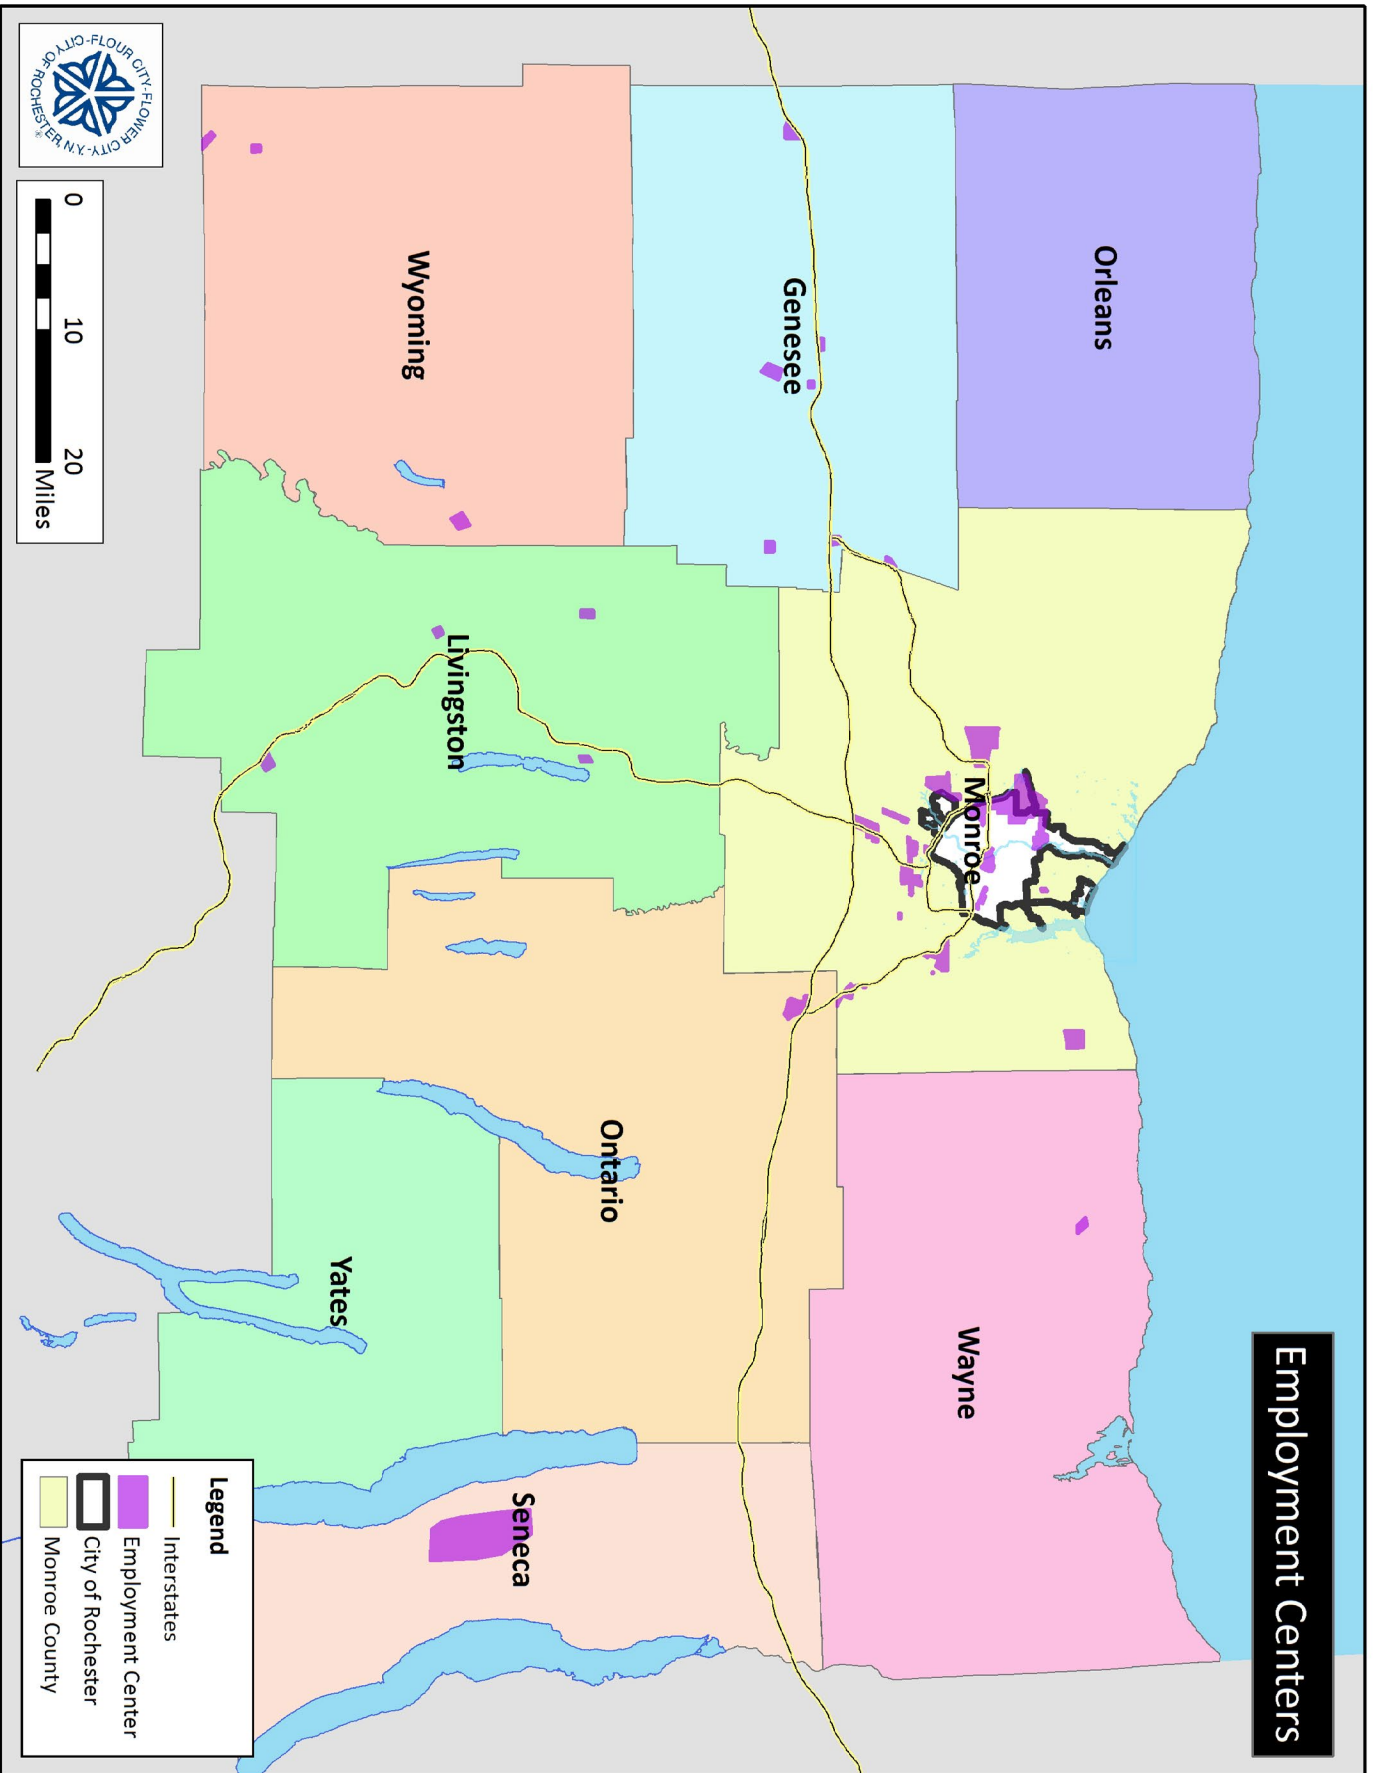 Employment Centers
Orleans
Genesee
Wyoming
Monroe
Livingston
Wayne
Ontario
Yates
Seneca
CITY OF ROCHESTER, N.Y.
FLOUR CITY-FLOWER CITY
®
0 10 20
Miles
Legend
Interstates
Employment Center
City of Rochester
Monroe County